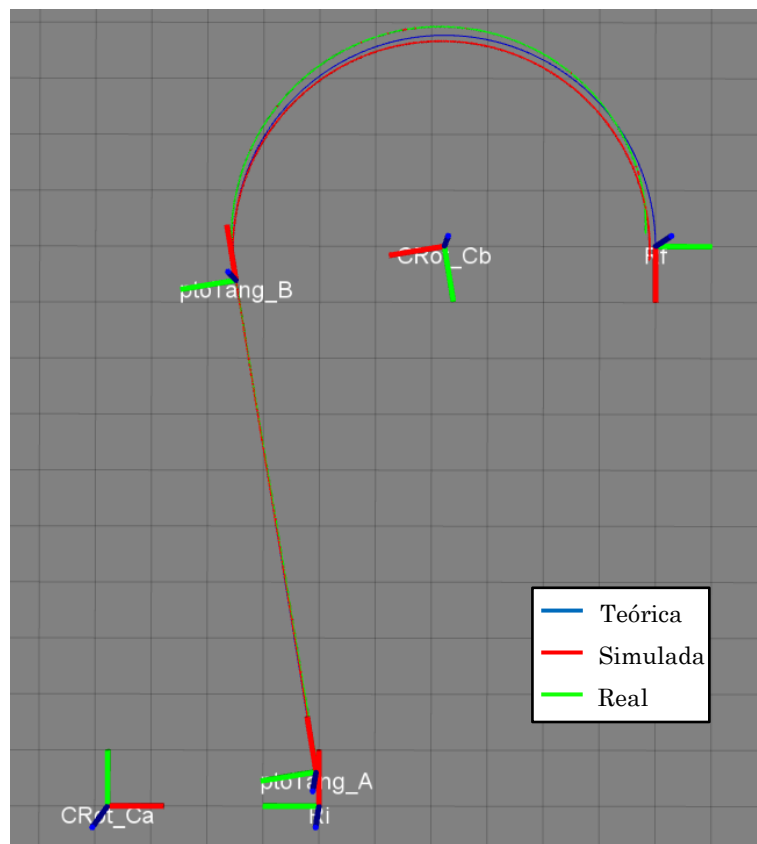 CRot_Cb
Rf
ptoTang_B
Teórica
Simulada
Real
ptoTang_A
CRot_Ca
Ri